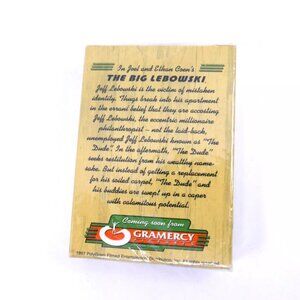 In Joel and Ethan Coen's
THE BIG LEBOWSKI,
Jeff Lebowski is the victim of mistaken
identity. Thugs break into his apartment
in the errant belief that they are accosting
Jeff Lebowski, the eccentric millionaire
philanthropist - not the laid-back,
unemployed Jeff Lebowski known as "The
Dude". In the aftermath, "The Dude"
seeks restitution from his wealthy name-
sake. But instead of getting a replacement
for his soiled carpet, "The Dude" and
his buddies are swept up in a caper
with calamitous potential.
Coming soon from
GRAMERCY
1997 PolyGram Filmed Entertainment